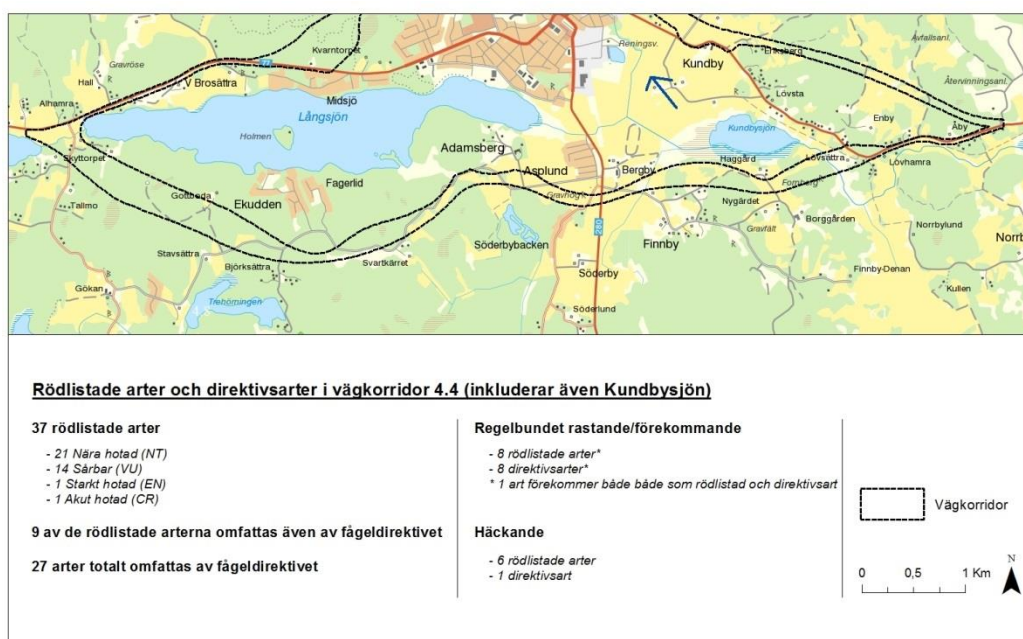 Gravröse
Kvarntorpet
77
Reningsv.
Kundby
Eriksberg
Avfallsanl.
Hall
V Brosättra
Återvinningsanl.
Alhamra
Midsjö
Lövsta
Långsjön
Enby
Åby
Holmen
Adamsberg
Kundbysjön
Skyttorpet
Asplund
Bergby
Haggård
Lövsättra
Lövhamra
Fagerlid
Fornborg
Gottboda
Ekudden
Gravhög
Nygärdet
Borggården
Tallmo
280
Gravfält
Norrbylund
Stavsättra
Svartkärret
Söderbybacken
Finnby
Norrb
Björksättra
Söderby
Finnby-Denan
Gökan
Trehörningen
Kullen
Söderlund
Rödlistade arter och direktivsarter i vägkorridor 4.4 (inkluderar även Kundbysjön)
37 rödlistade arter
- 21 Nära hotad (NT)
- 14 Sårbar (VU)
- 1 Starkt hotad (EN)
- 1 Akut hotad (CR)
9 av de rödlistade arterna omfattas även av fågeldirektivet
27 arter totalt omfattas av fågeldirektivet
Regelbundet rastande/förekommande
- 8 rödlistade arter*
- 8 direktivsarter*
* 1 art förekommer både både som rödlistad och direktivsart
Häckande
- 6 rödlistade arter
- 1 direktivsart
Vägkorridor
N
0 0,5 1 Km